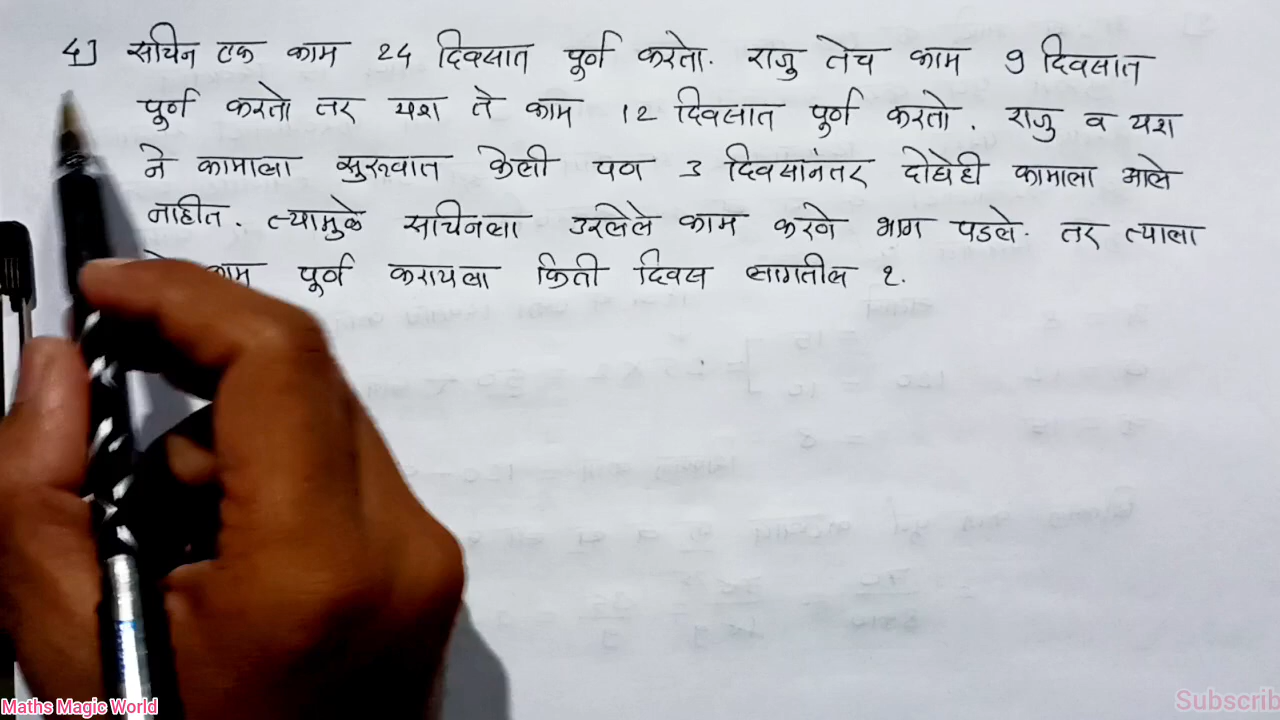 4] सचिन एक काम 24 दिवसात पूर्ण करतो. राजु तेच काम 9 दिवसात
पूर्ण करतो तर यश ते काम 12 दिवसात पूर्ण करतो. राजु व यश
ने कामाला सुरूवात केली पण 3 दिवसांनंतर दोघेही कामाला आले
नाहीत. त्यामुळे सचिनला उरलेले काम करणे भाग पडले. तर त्याला
काम पूर्ण करायला किती दिवस लागतील ?.
Maths Magic World
Subscrib